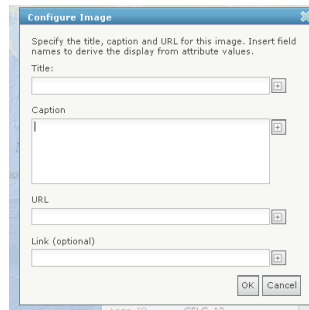 Configure Image
Specify the title, caption and URL for this image. Insert field
names to derive the display from attribute values.
Title:
Caption
URL
Link (optional)
OK Cancel